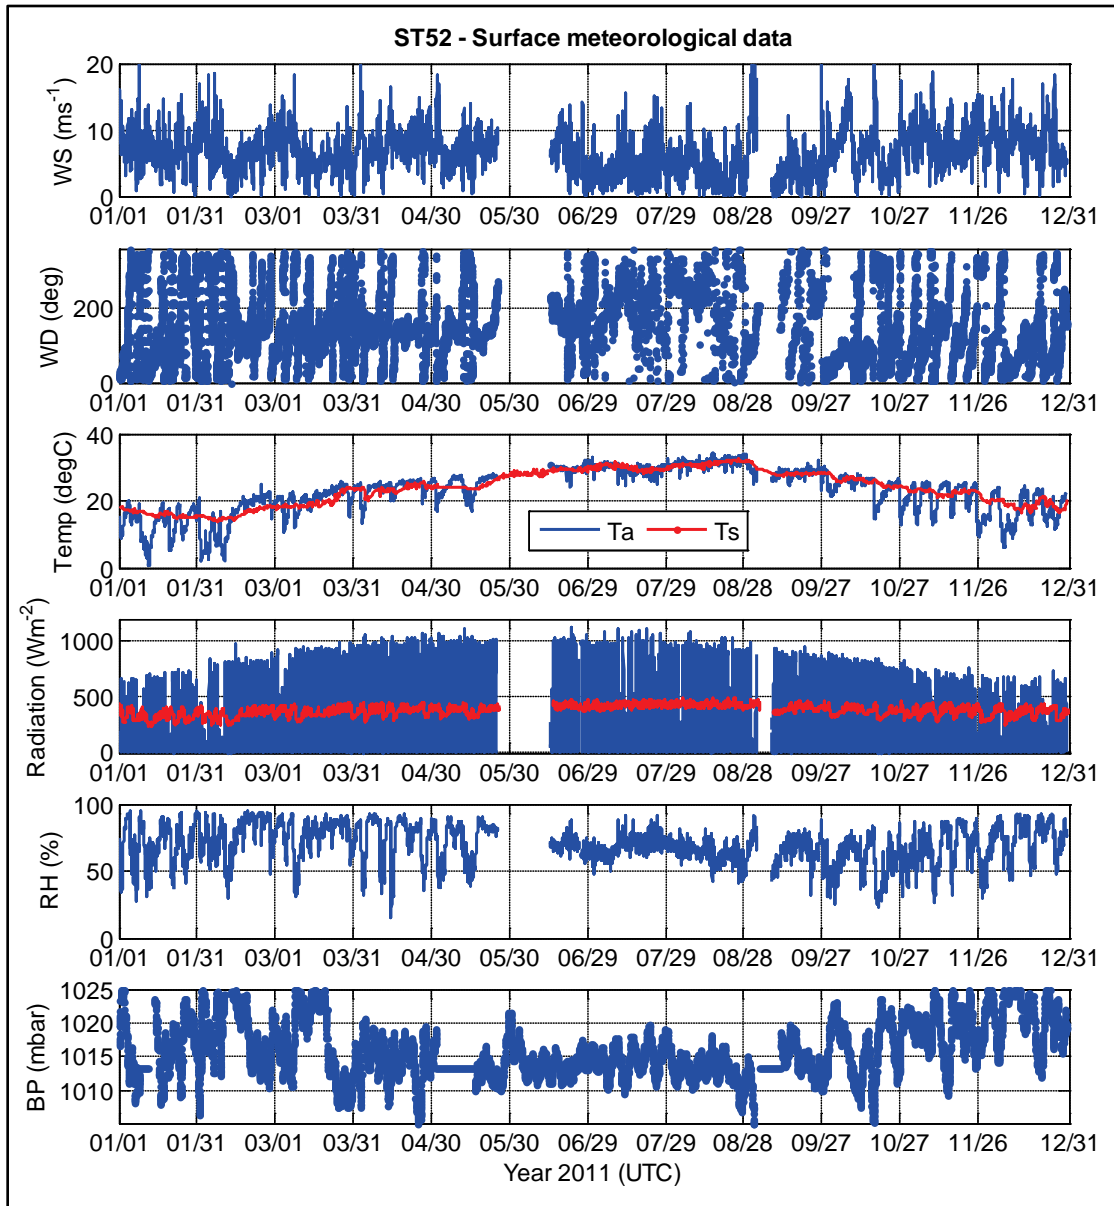 ST52 - Surface meteorological data
WS (ms⁻¹)
20
10
0
01/01 01/31 03/01 03/31 04/30 05/30 06/29 07/29 08/28 09/27 10/27 11/26 12/31
WD (deg)
200
0
01/01 01/31 03/01 03/31 04/30 05/30 06/29 07/29 08/28 09/27 10/27 11/26 12/31
Temp (degC)
40
20
0
Ta Ts
01/01 01/31 03/01 03/31 04/30 05/30 06/29 07/29 08/28 09/27 10/27 11/26 12/31
Radiation (Wm⁻²)
1000
500
0
01/01 01/31 03/01 03/31 04/30 05/30 06/29 07/29 08/28 09/27 10/27 11/26 12/31
RH (%)
100
50
0
01/01 01/31 03/01 03/31 04/30 05/30 06/29 07/29 08/28 09/27 10/27 11/26 12/31
BP (mbar)
1025
1020
1015
1010
01/01 01/31 03/01 03/31 04/30 05/30 06/29 07/29 08/28 09/27 10/27 11/26 12/31
Year 2011 (UTC)